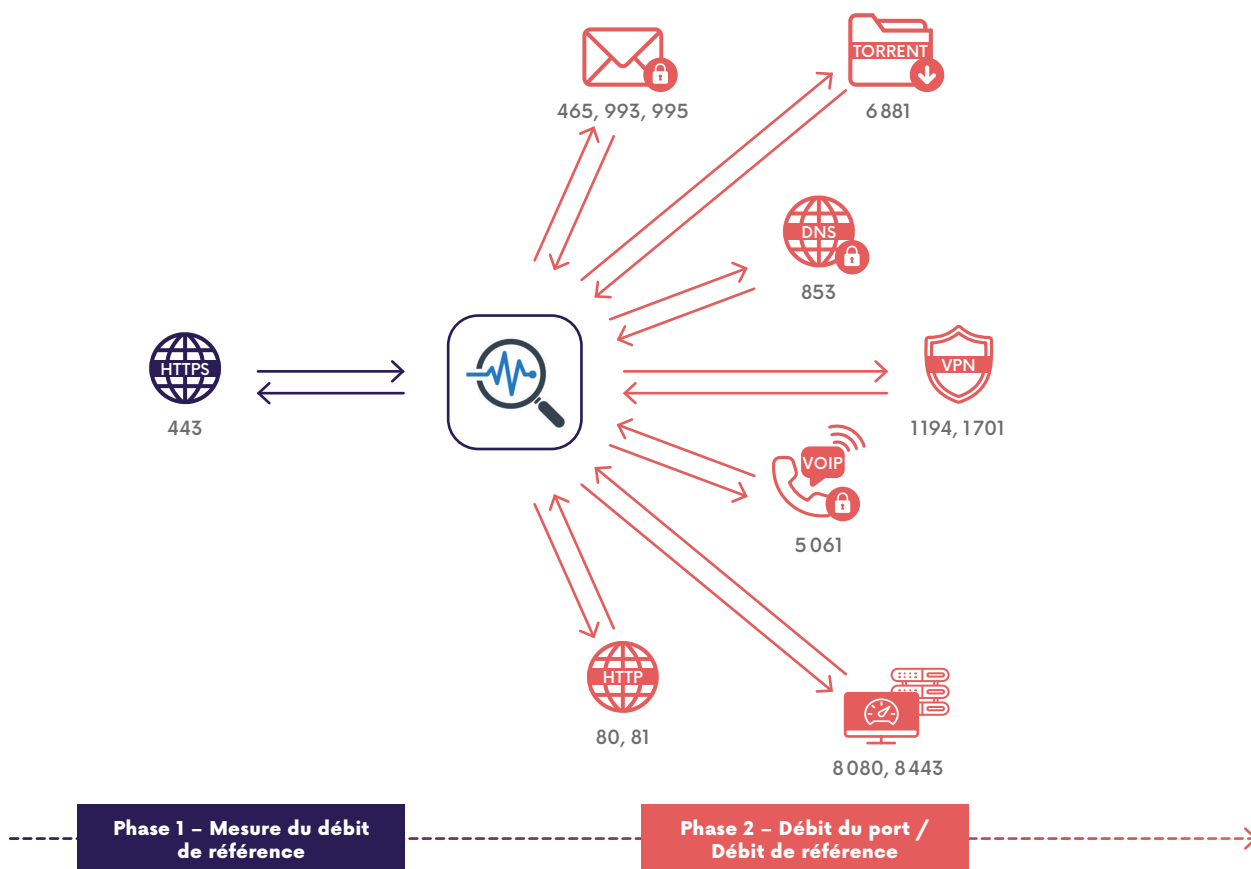 TORRENT
465, 993, 995
6 881
DNS
853
HTTPS
443
VPN
1194, 1701
VOIP
5 061
HTTP
80, 81
8 080, 8 443
Phase 1 – Mesure du débit
de référence
Phase 2 – Débit du port /
Débit de référence